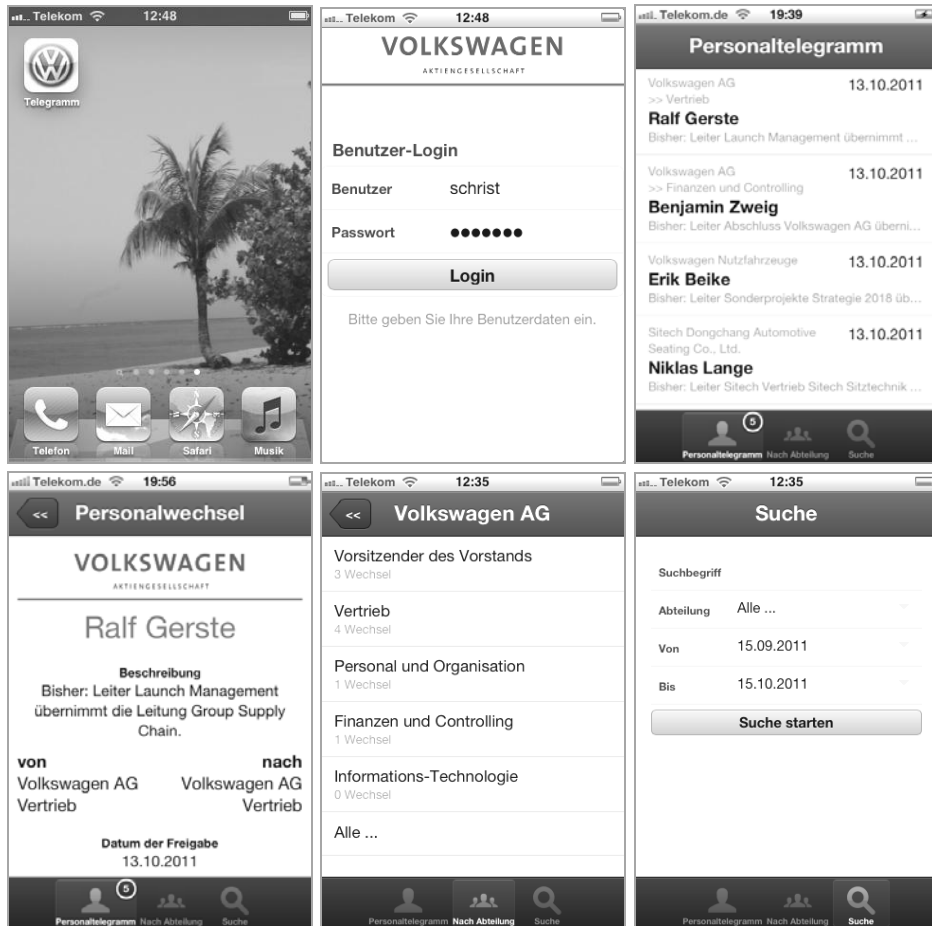 Telekom 12:48
Telegramm
Telefon Mail Safari Musik
Telekom 12:48
VOLKSWAGEN
AKTIENGESELLSCHAFT
Benutzer-Login
Benutzer schrist
Passwort ●●●●●●●
Login
Bitte geben Sie Ihre Benutzerdaten ein.
Telekom.de 19:39
Personaltelegramm
Volkswagen AG 13.10.2011
>> Vertrieb
Ralf Gerste
Bisher: Leiter Launch Management übernimmt ...
Volkswagen AG 13.10.2011
>> Finanzen und Controlling
Benjamin Zweig
Bisher: Leiter Abschluss Volkswagen AG überni...
Volkswagen Nutzfahrzeuge 13.10.2011
Erik Beike
Bisher: Leiter Sonderprojekte Strategie 2018 üb...
Sitech Dongchang Automotive 13.10.2011
Seating Co., Ltd.
Niklas Lange
Bisher: Leiter Sitech Vertrieb Sitech Sitztechnik ...
5
Personaltelegramm Nach Abteilung Suche
Telekom.de 19:56
<< Personalwechsel
VOLKSWAGEN
AKTIENGESELLSCHAFT
Ralf Gerste
Beschreibung
Bisher: Leiter Launch Management
übernimmt die Leitung Group Supply
Chain.
von nach
Volkswagen AG Volkswagen AG
Vertrieb Vertrieb
Datum der Freigabe
13.10.2011
5
Personaltelegramm Nach Abteilung Suche
Telekom 12:35
<< Volkswagen AG
Vorsitzender des Vorstands
3 Wechsel
Vertrieb
4 Wechsel
Personal und Organisation
1 Wechsel
Finanzen und Controlling
1 Wechsel
Informations-Technologie
0 Wechsel
Alle ...
Personaltelegramm Nach Abteilung Suche
Telekom 12:35
Suche
Suchbegriff
Abteilung Alle ...
Von 15.09.2011
Bis 15.10.2011
Suche starten
Personaltelegramm Nach Abteilung Suche